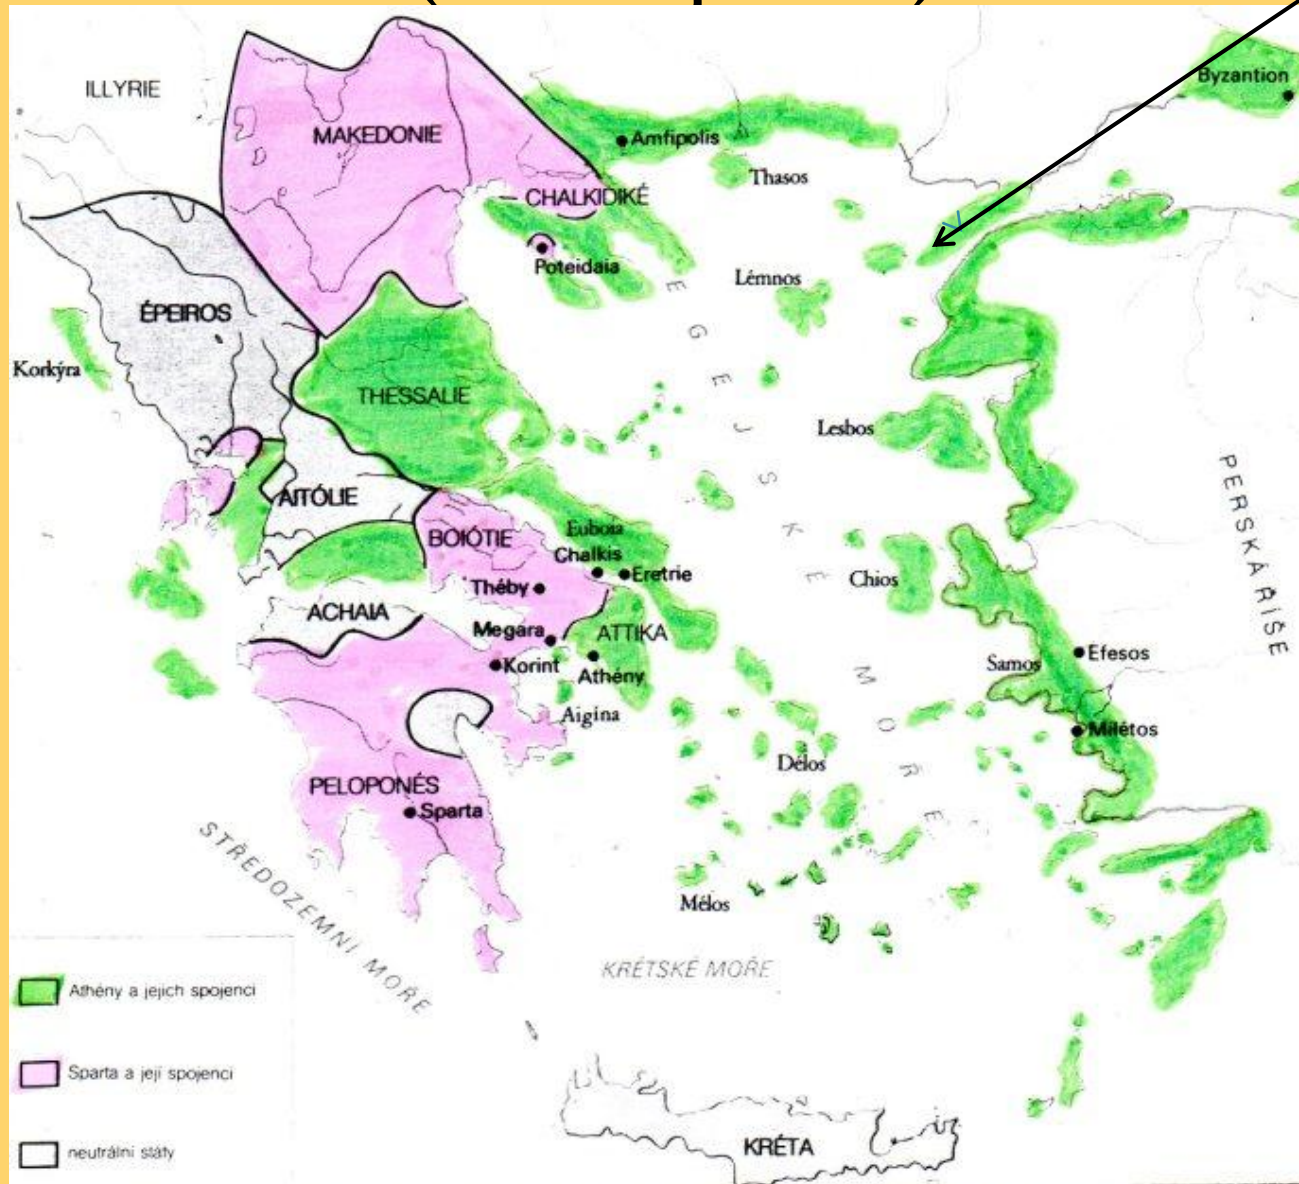 ILLYRIE
Byzantion
MAKEDONIE
Amfipolis
Thasos
CHALKIDIKÉ
Poteidaia
Lémnos
ÉPEIROS
Korkýra
THESSALIE
EGEJSKÉ MOŘE
Lesbos
PERSKÁ ŘÍŠE
AITÓLIE
BOIÓTIE
Euboia
Chalkis
Eretrie
Chios
Théby
ACHAIA
Megara
ATTIKA
Korint
Athény
Samos
Efesos
Aigina
Milétos
Délos
PELOPONÉS
Sparta
STŘEDOZEMNÍ MOŘE
Mélos
KRÉTSKÉ MOŘE
Athény a jejich spojenci
Sparta a její spojenci
neutrální státy
KRÉTA